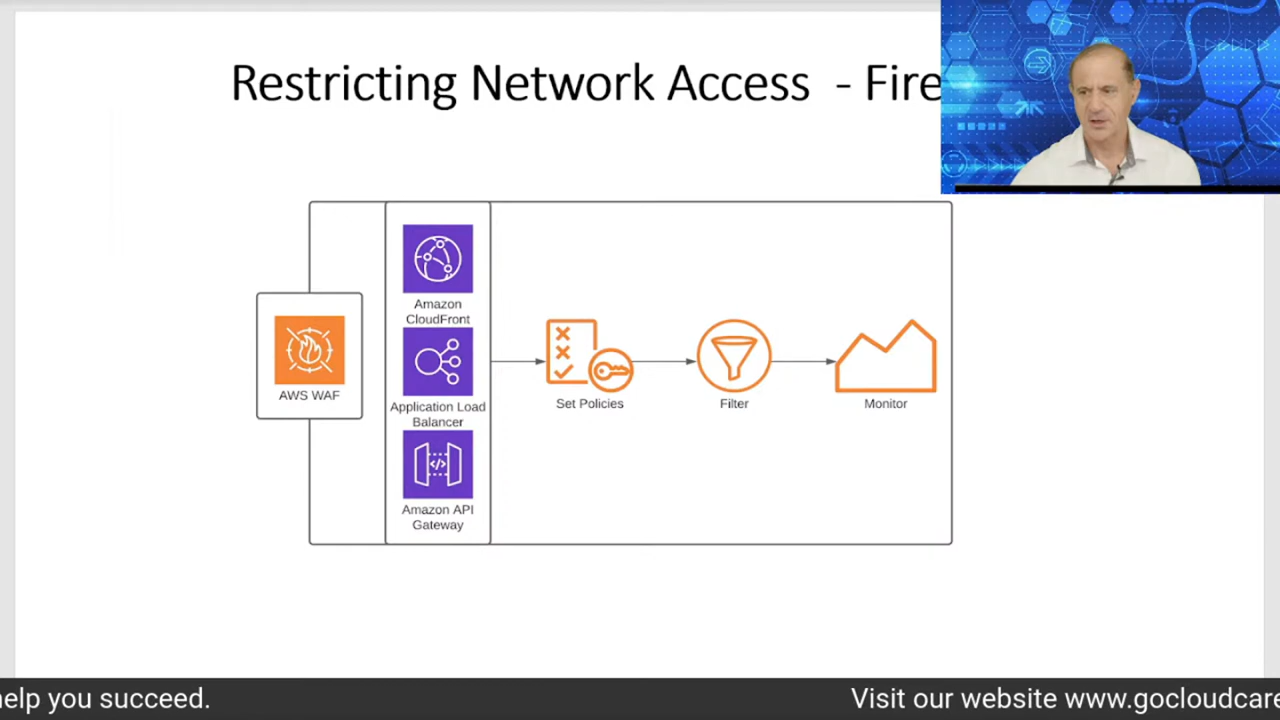 Restricting Network Access - Fire
Amazon
CloudFront
AWS WAF
Application Load
Balancer
Set Policies
Filter
Monitor
Amazon API
Gateway
help you succeed.
Visit our website www.gocloudcare